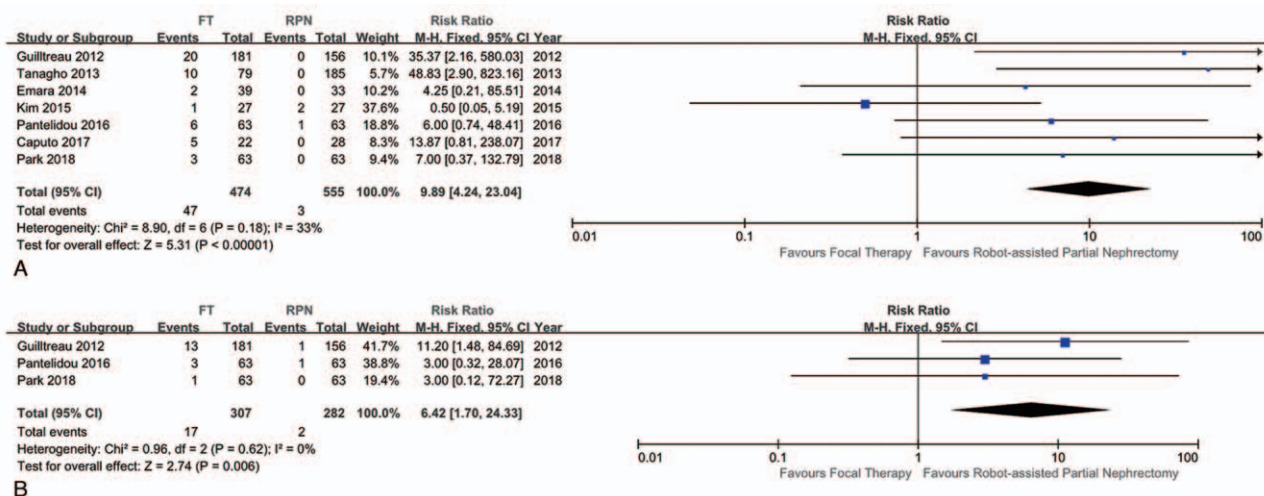 FT RPN Risk Ratio Risk Ratio
Study or Subgroup Events Total Events Total Weight M-H. Fixed. 95% CI Year M-H. Fixed. 95% CI
Guilltreau 2012 20 181 0 156 10.1% 35.37 [2.16, 580.03] 2012
Tanagho 2013 10 79 0 185 5.7% 48.83 [2.90, 823.16] 2013
Emara 2014 2 39 0 33 10.2% 4.25 [0.21, 85.51] 2014
Kim 2015 1 27 2 27 37.6% 0.50 [0.05, 5.19] 2015
Pantelidou 2016 6 63 1 63 18.8% 6.00 [0.74, 48.41] 2016
Caputo 2017 5 22 0 28 8.3% 13.87 [0.81, 238.07] 2017
Park 2018 3 63 0 63 9.4% 7.00 [0.37, 132.79] 2018
Total (95% CI) 474 555 100.0% 9.89 [4.24, 23.04]
Total events 47 3
Heterogeneity: Chi² = 8.90, df = 6 (P = 0.18); I² = 33%
Test for overall effect: Z = 5.31 (P < 0.00001)
0.01 0.1 1 10 100
Favours Focal Therapy Favours Robot-assisted Partial Nephrectomy
A
FT RPN Risk Ratio Risk Ratio
Study or Subgroup Events Total Events Total Weight M-H. Fixed. 95% CI Year M-H. Fixed. 95% CI
Guilltreau 2012 13 181 1 156 41.7% 11.20 [1.48, 84.69] 2012
Pantelidou 2016 3 63 1 63 38.8% 3.00 [0.32, 28.07] 2016
Park 2018 1 63 0 63 19.4% 3.00 [0.12, 72.27] 2018
Total (95% CI) 307 282 100.0% 6.42 [1.70, 24.33]
Total events 17 2
Heterogeneity: Chi² = 0.96, df = 2 (P = 0.62); I² = 0%
Test for overall effect: Z = 2.74 (P = 0.006)
0.01 0.1 1 10 100
Favours Focal Therapy Favours Robot-assisted Partial Nephrectomy
B